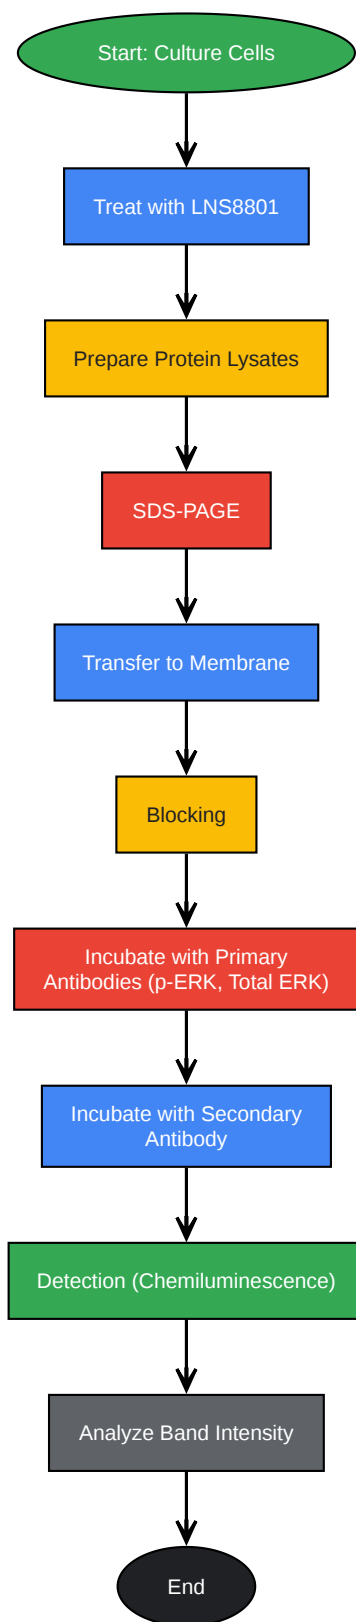 Start: Culture Cells
Treat with LNS8801
Prepare Protein Lysates
SDS-PAGE
Transfer to Membrane
Blocking
Incubate with Primary
Antibodies (p-ERK, Total ERK)
Incubate with Secondary
Antibody
Detection (Chemiluminescence)
Analyze Band Intensity
End